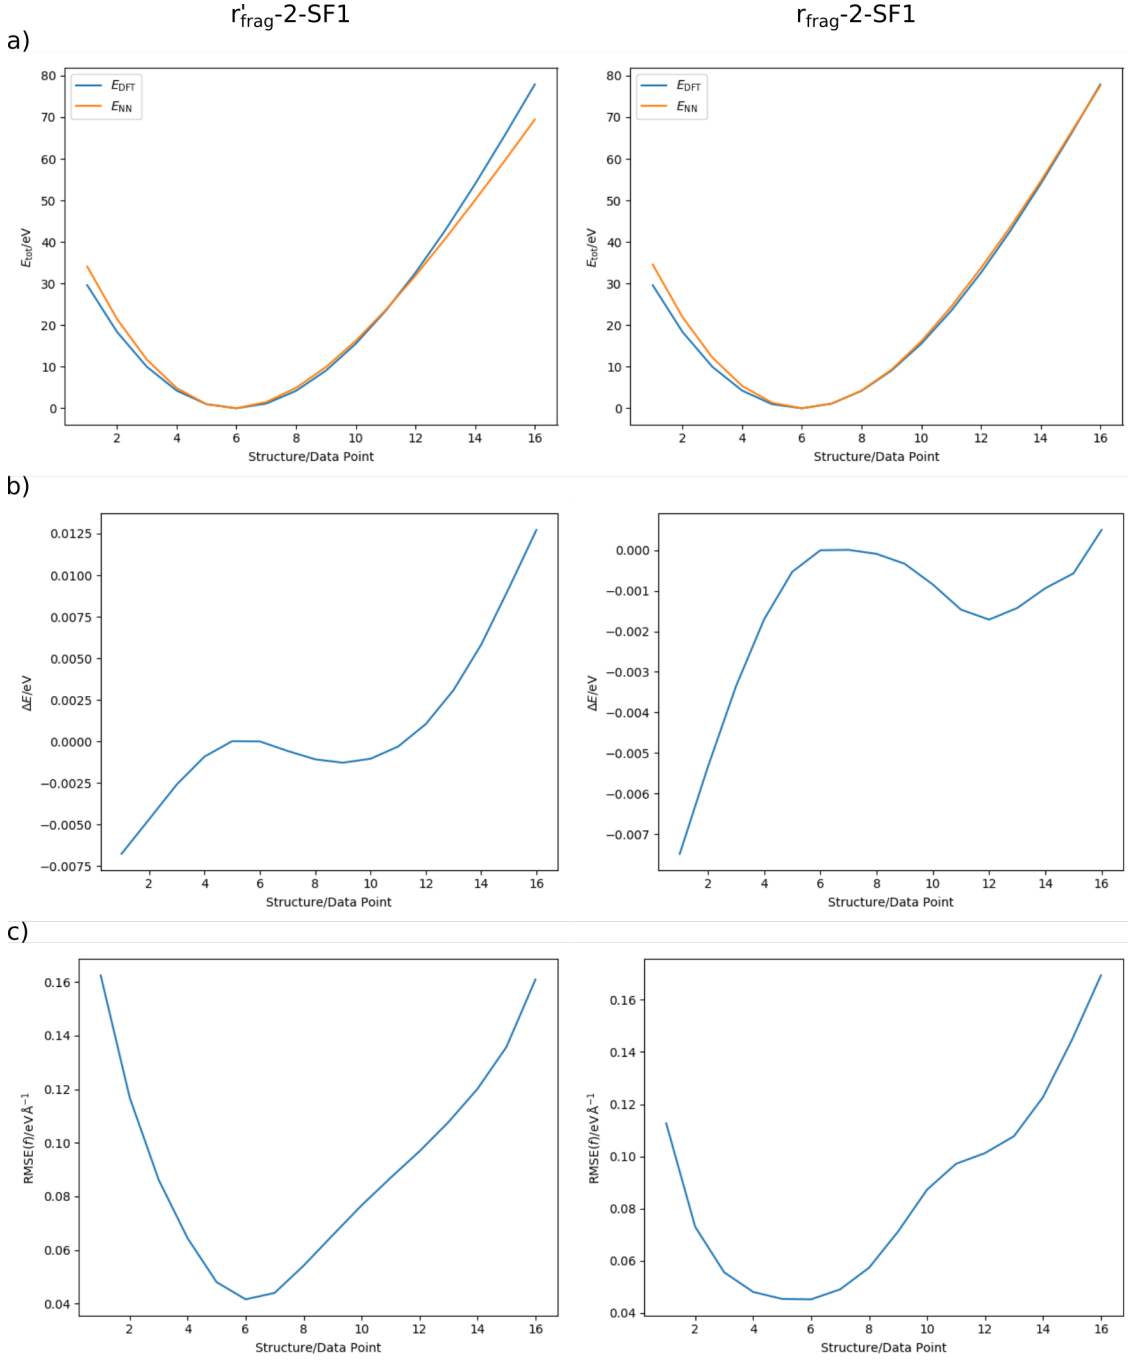 r'frag-2-SF1
rfrag-2-SF1
a)
80
70
60
50
40
30
20
10
0
2 4 6 8 10 12 14 16
Etot/eV
Structure/Data Point
EDFT
ENN
80
70
60
50
40
30
20
10
0
2 4 6 8 10 12 14 16
Etot/eV
Structure/Data Point
EDFT
ENN
b)
0.0125
0.0100
0.0075
0.0050
0.0025
0.0000
−0.0025
−0.0050
−0.0075
2 4 6 8 10 12 14 16
ΔE/eV
Structure/Data Point
0.000
−0.001
−0.002
−0.003
−0.004
−0.005
−0.006
−0.007
2 4 6 8 10 12 14 16
ΔE/eV
Structure/Data Point
c)
0.16
0.14
0.12
0.10
0.08
0.06
0.04
2 4 6 8 10 12 14 16
RMSE(f)/eV Å⁻¹
Structure/Data Point
0.16
0.14
0.12
0.10
0.08
0.06
0.04
2 4 6 8 10 12 14 16
RMSE(f)/eV Å⁻¹
Structure/Data Point